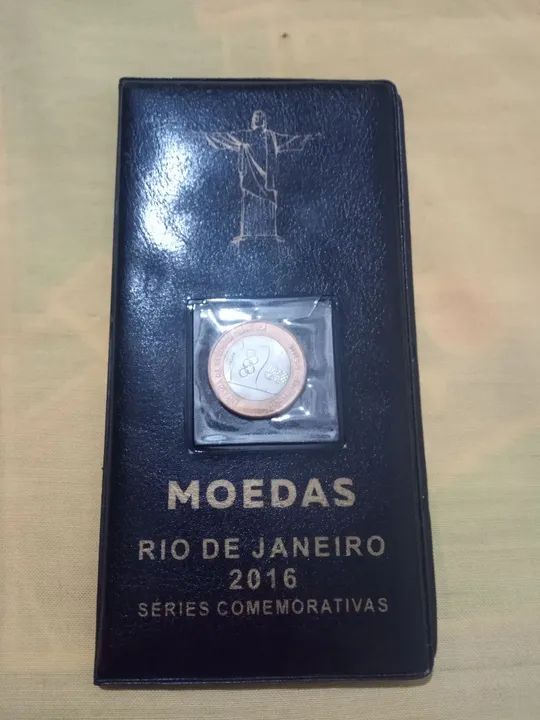 MOEDAS
RIO DE JANEIRO
2016
SÉRIES COMEMORATIVAS